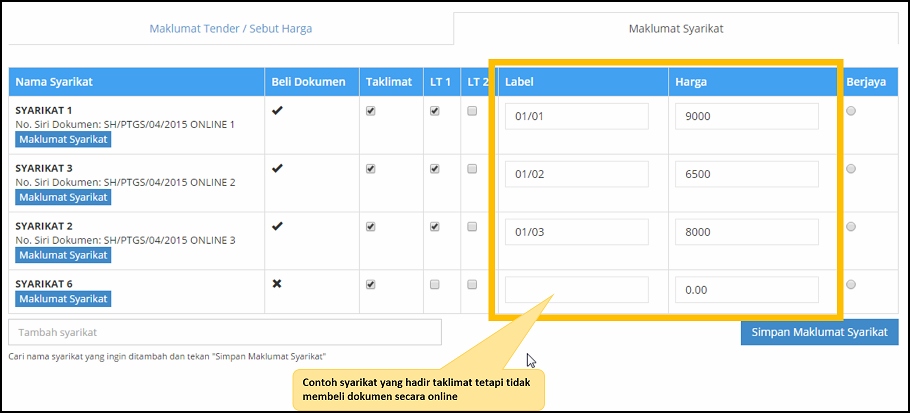 Maklumat Tender / Sebut Harga
Maklumat Syarikat
Nama Syarikat Beli Dokumen Taklimat LT 1 LT 2 Label Harga Berjaya
SYARIKAT 1
No. Siri Dokumen: SH/PTGS/04/2015 ONLINE 1
Maklumat Syarikat
01/01 9000
SYARIKAT 3
No. Siri Dokumen: SH/PTGS/04/2015 ONLINE 2
Maklumat Syarikat
01/02 6500
SYARIKAT 2
No. Siri Dokumen: SH/PTGS/04/2015 ONLINE 3
Maklumat Syarikat
01/03 8000
SYARIKAT 6
Maklumat Syarikat
0.00
Tambah syarikat
Simpan Maklumat Syarikat
Cari nama syarikat yang ingin ditambah dan tekan "Simpan Maklumat Syarikat"
Contoh syarikat yang hadir taklimat tetapi tidak
membeli dokumen secara online